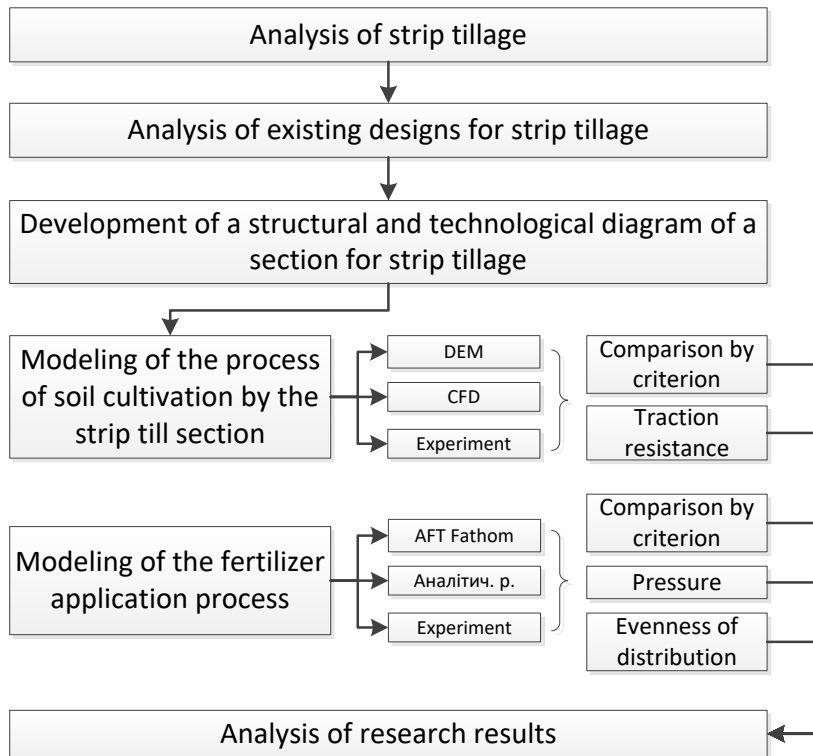 Analysis of strip tillage
Analysis of existing designs for strip tillage
Development of a structural and technological diagram of a
section for strip tillage
Modeling of the process
of soil cultivation by the
strip till section
DEM
CFD
Experiment
Comparison by
criterion
Traction
resistance
Modeling of the fertilizer
application process
AFT Fathom
Аналітич. р.
Experiment
Comparison by
criterion
Pressure
Evenness of
distribution
Analysis of research results